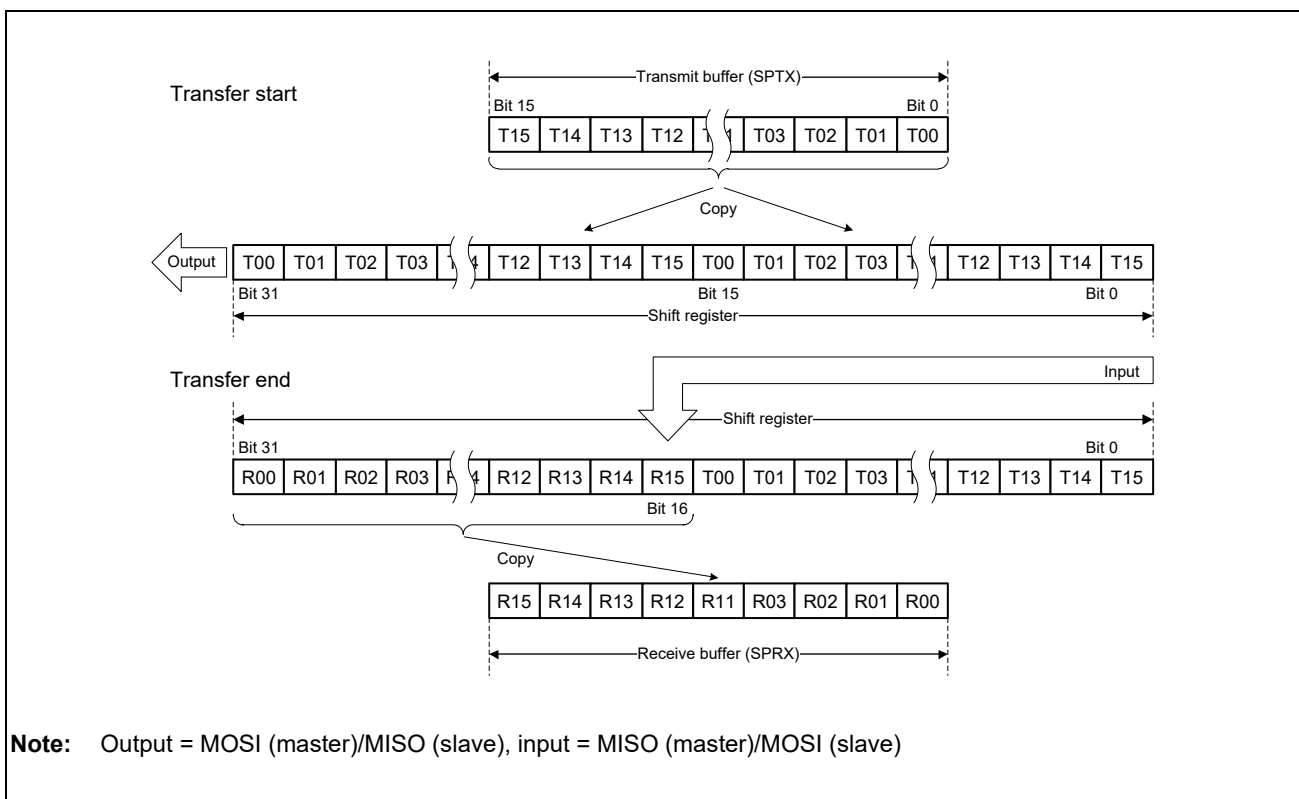 Transmit buffer (SPTX)
Transfer start
Bit 15 Bit 0
T15 T14 T13 T12 T03 T02 T01 T00
Copy
Output T00 T01 T02 T03 T12 T13 T14 T15 T00 T01 T02 T03 T12 T13 T14 T15
Bit 31 Bit 15 Bit 0
Shift register
Transfer end
Input
Shift register
Bit 31 Bit 0
R00 R01 R02 R03 R12 R13 R14 R15 T00 T01 T02 T03 T12 T13 T14 T15
Bit 16
Copy
R15 R14 R13 R12 R11 R03 R02 R01 R00
Receive buffer (SPRX)
Note: Output = MOSI (master)/MISO (slave), input = MISO (master)/MOSI (slave)